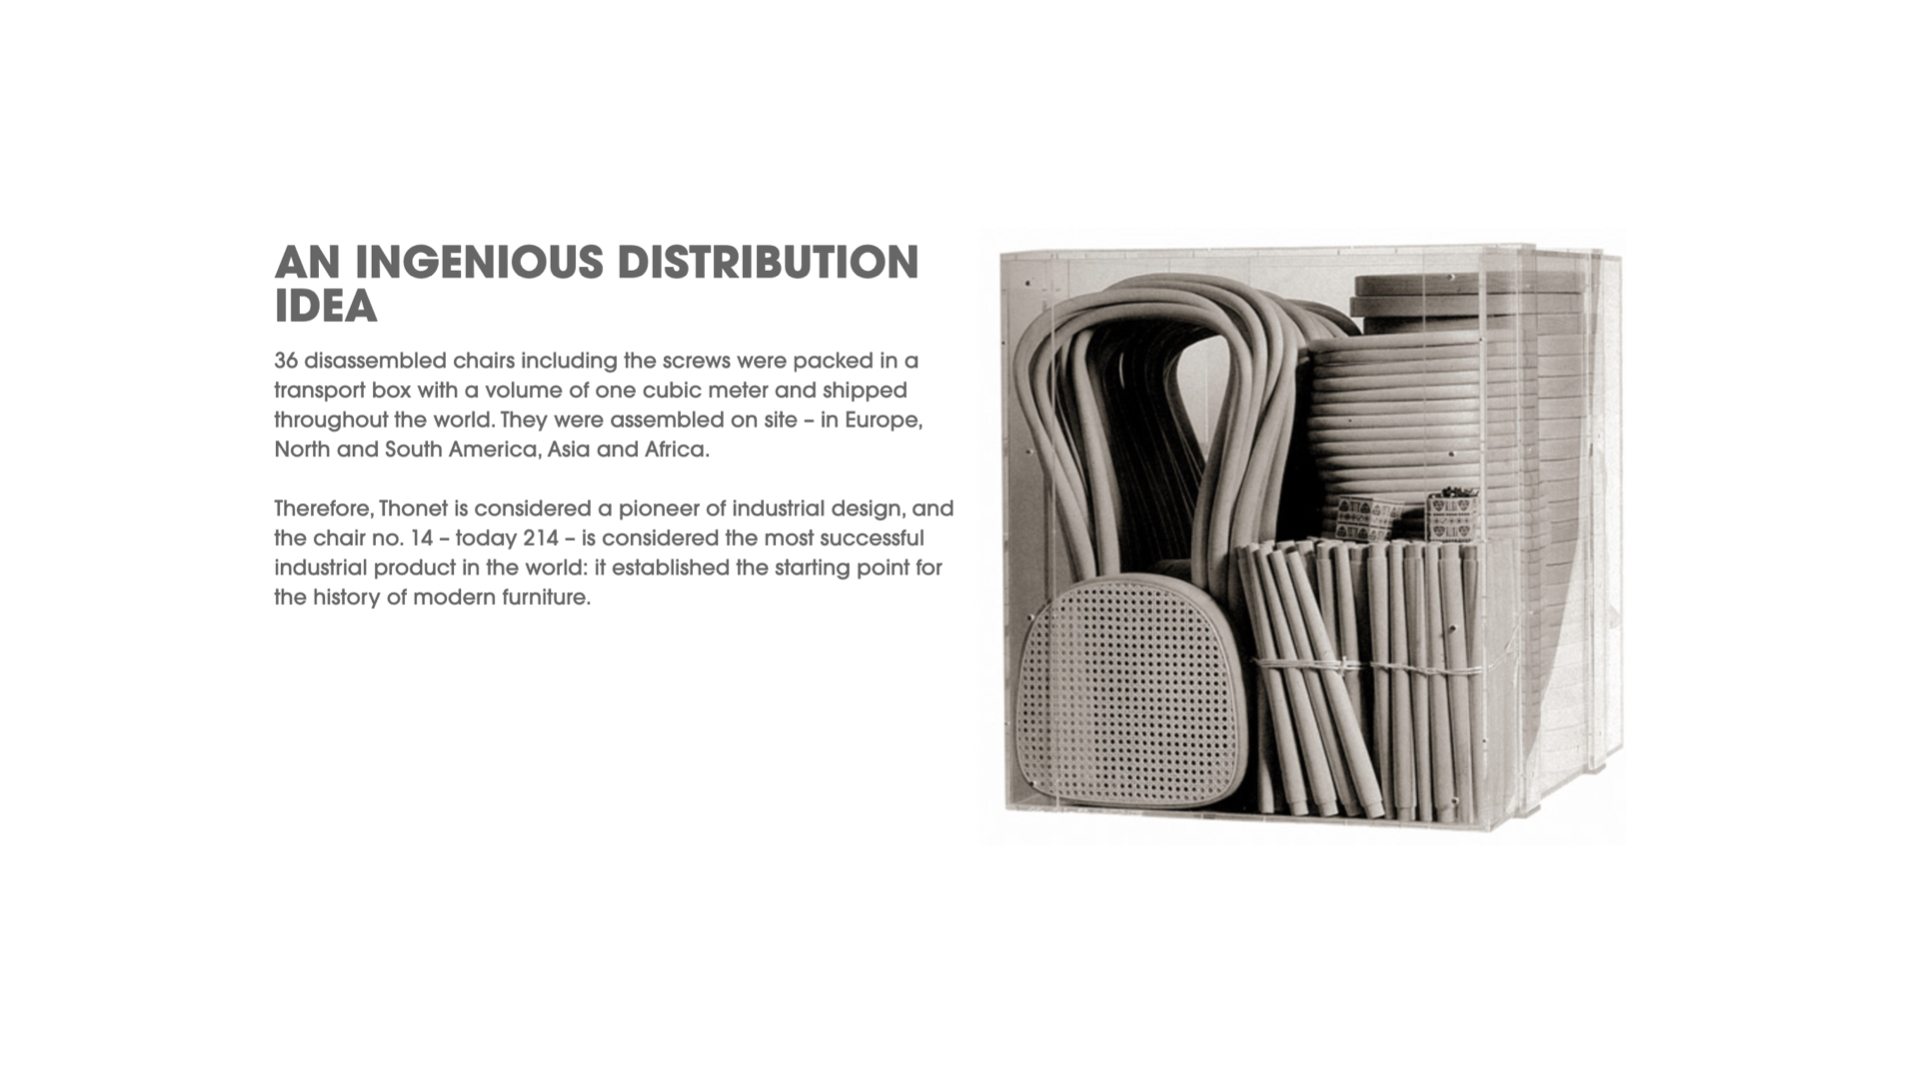 AN INGENIOUS DISTRIBUTION
IDEA
36 disassembled chairs including the screws were packed in a
transport box with a volume of one cubic meter and shipped
throughout the world. They were assembled on site – in Europe,
North and South America, Asia and Africa.
Therefore, Thonet is considered a pioneer of industrial design, and
the chair no. 14 – today 214 – is considered the most successful
industrial product in the world: it established the starting point for
the history of modern furniture.